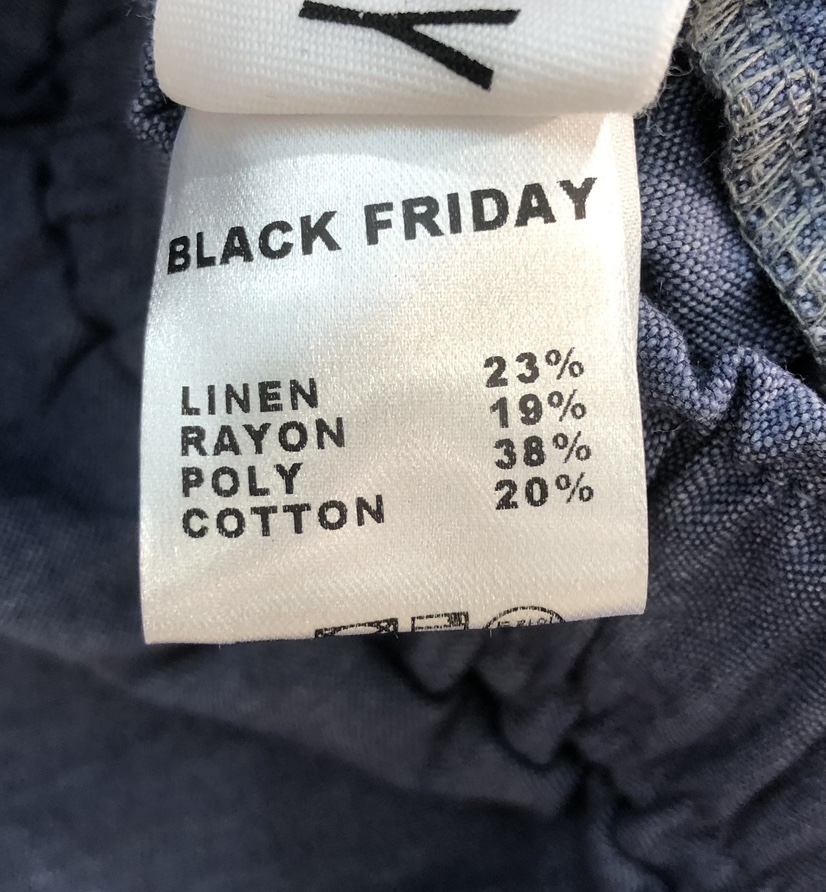 Y
BLACK FRIDAY
LINEN 23%
RAYON 19%
POLY 38%
COTTON 20%